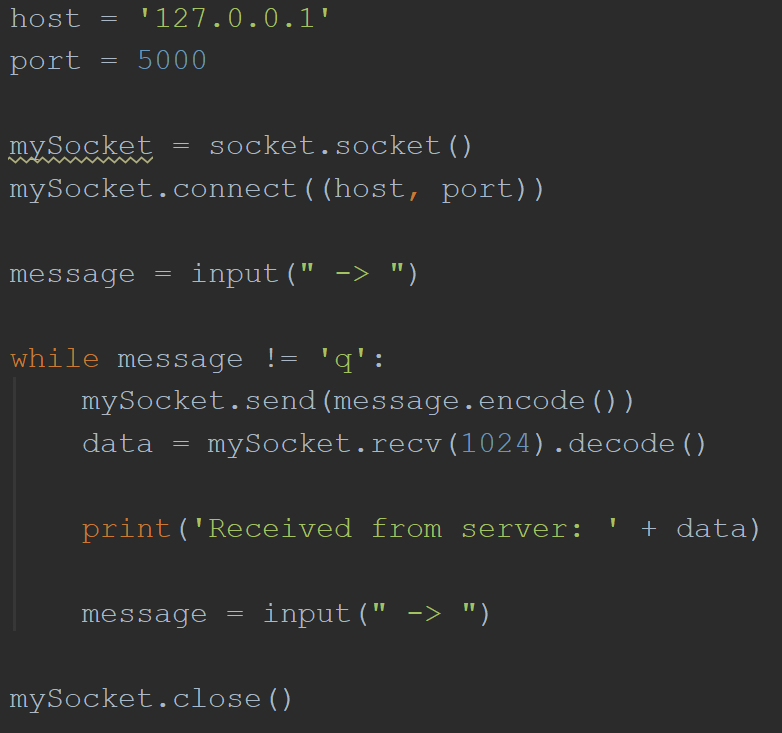 host = '127.0.0.1'
port = 5000
mySocket = socket.socket()
mySocket.connect((host, port))
message = input(" -> ")
while message != 'q':
    mySocket.send(message.encode())
    data = mySocket.recv(1024).decode()
    print('Received from server: ' + data)
    message = input(" -> ")
mySocket.close()